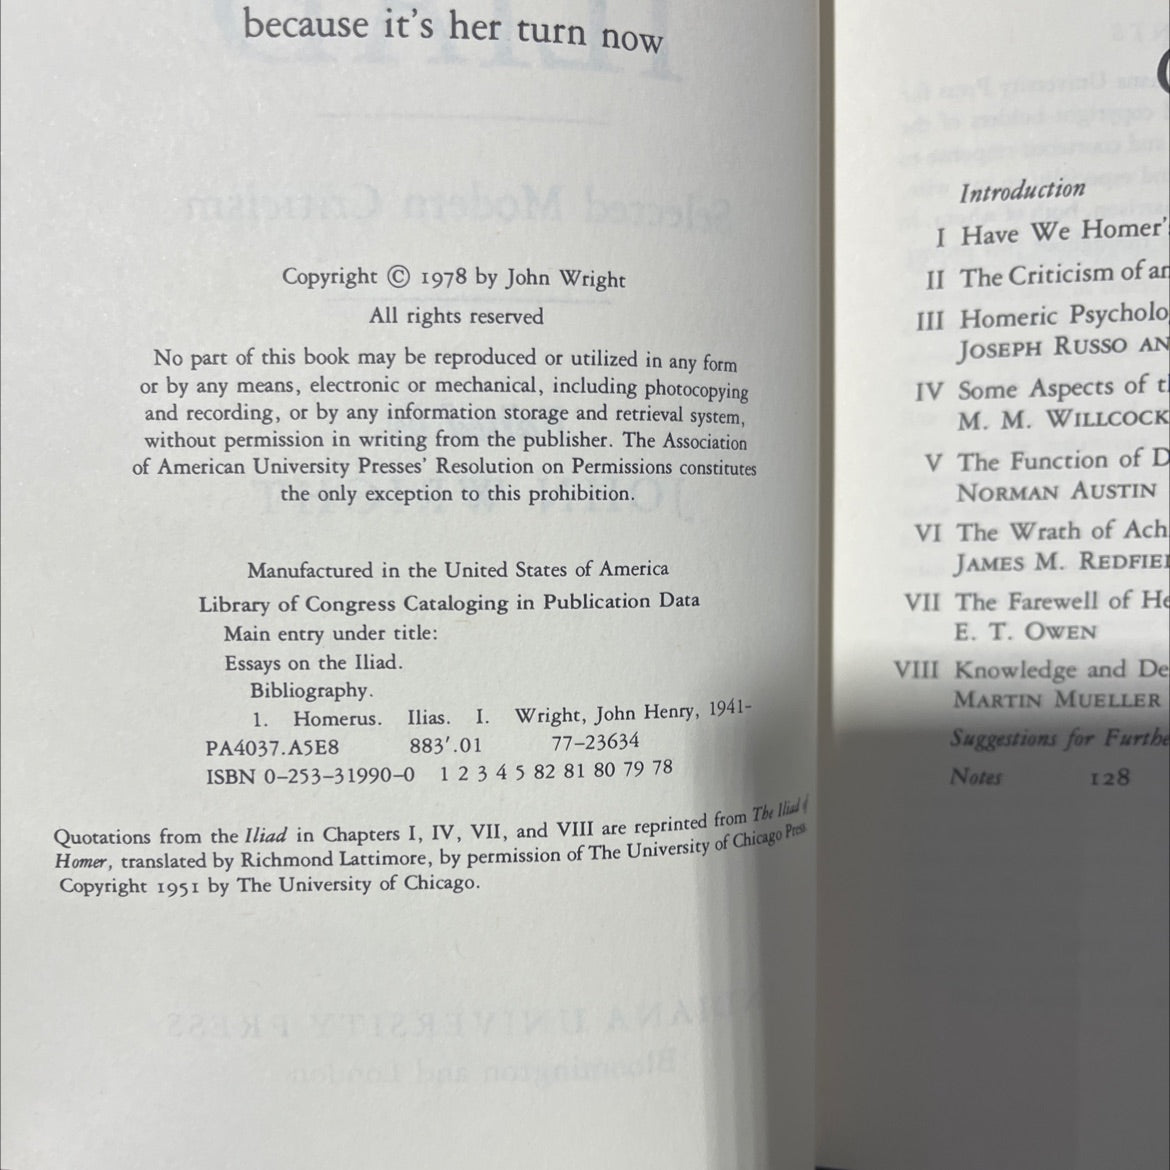 because it's her turn now
Copyright © 1978 by John Wright
All rights reserved
No part of this book may be reproduced or utilized in any form
or by any means, electronic or mechanical, including photocopying
and recording, or by any information storage and retrieval system,
without permission in writing from the publisher. The Association
of American University Presses' Resolution on Permissions constitutes
the only exception to this prohibition.
Manufactured in the United States of America
Library of Congress Cataloging in Publication Data
Main entry under title:
Essays on the Iliad.
Bibliography.
1. Homerus. Ilias. I. Wright, John Henry, 1941-
PA4037.A5E8 883'.01 77-23634
ISBN 0-253-31990-0 1 2 3 4 5 82 81 80 79 78
Quotations from the Iliad in Chapters I, IV, VII, and VIII are reprinted from The Iliad of
Homer, translated by Richmond Lattimore, by permission of The University of Chicago Press.
Copyright 1951 by The University of Chicago.
Introduction
I Have We Homer's
II The Criticism of an
III Homeric Psycholo
JOSEPH RUSSO AN
IV Some Aspects of t
M. M. WILLCOCK
V The Function of D
NORMAN AUSTIN
VI The Wrath of Ach
JAMES M. REDFIE
VII The Farewell of He
E. T. OWEN
VIII Knowledge and De
MARTIN MUELLER
Suggestions for Furthe
Notes 128